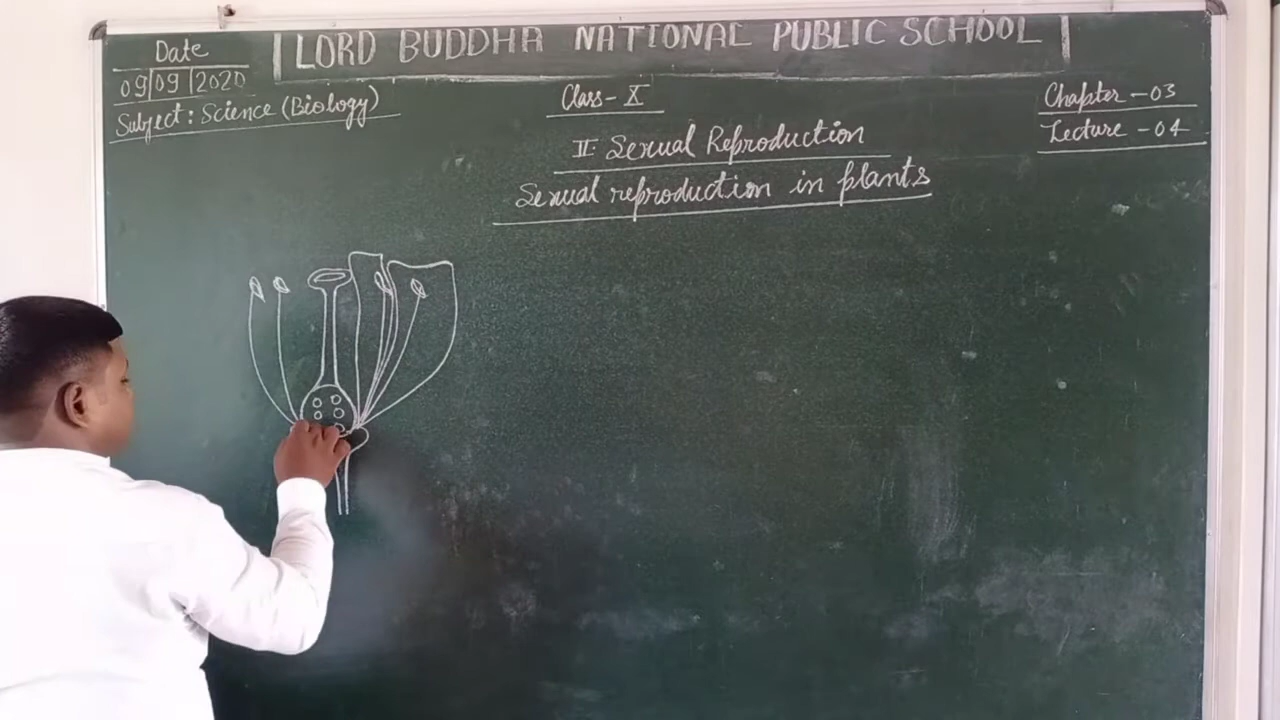 Date
LORD BUDDHA NATIONAL PUBLIC SCHOOL
09|09|2020
Subject: Science (Biology)
Class - X
Chapter - 03
Lecture - 04
II. Sexual Reproduction
Sexual reproduction in plants